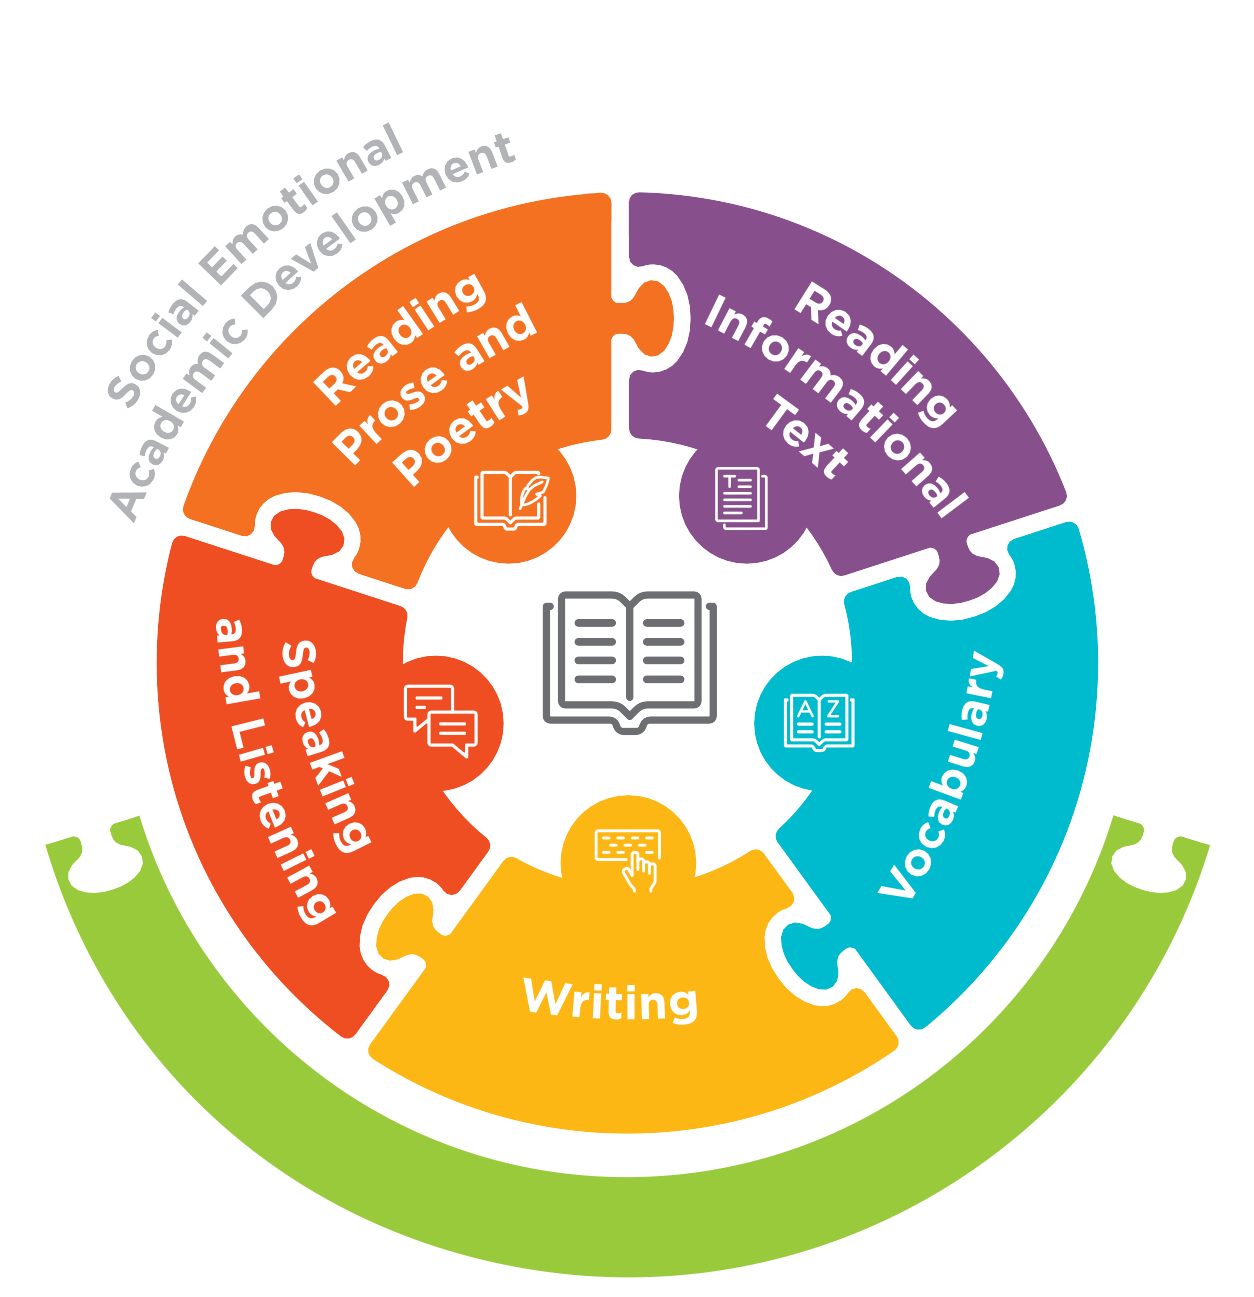 Social Emotional
Academic Development
Reading
Prose and
Poetry
Reading
Informational
Text
T
Speaking
and Listening
A Z
Vocabulary
Writing